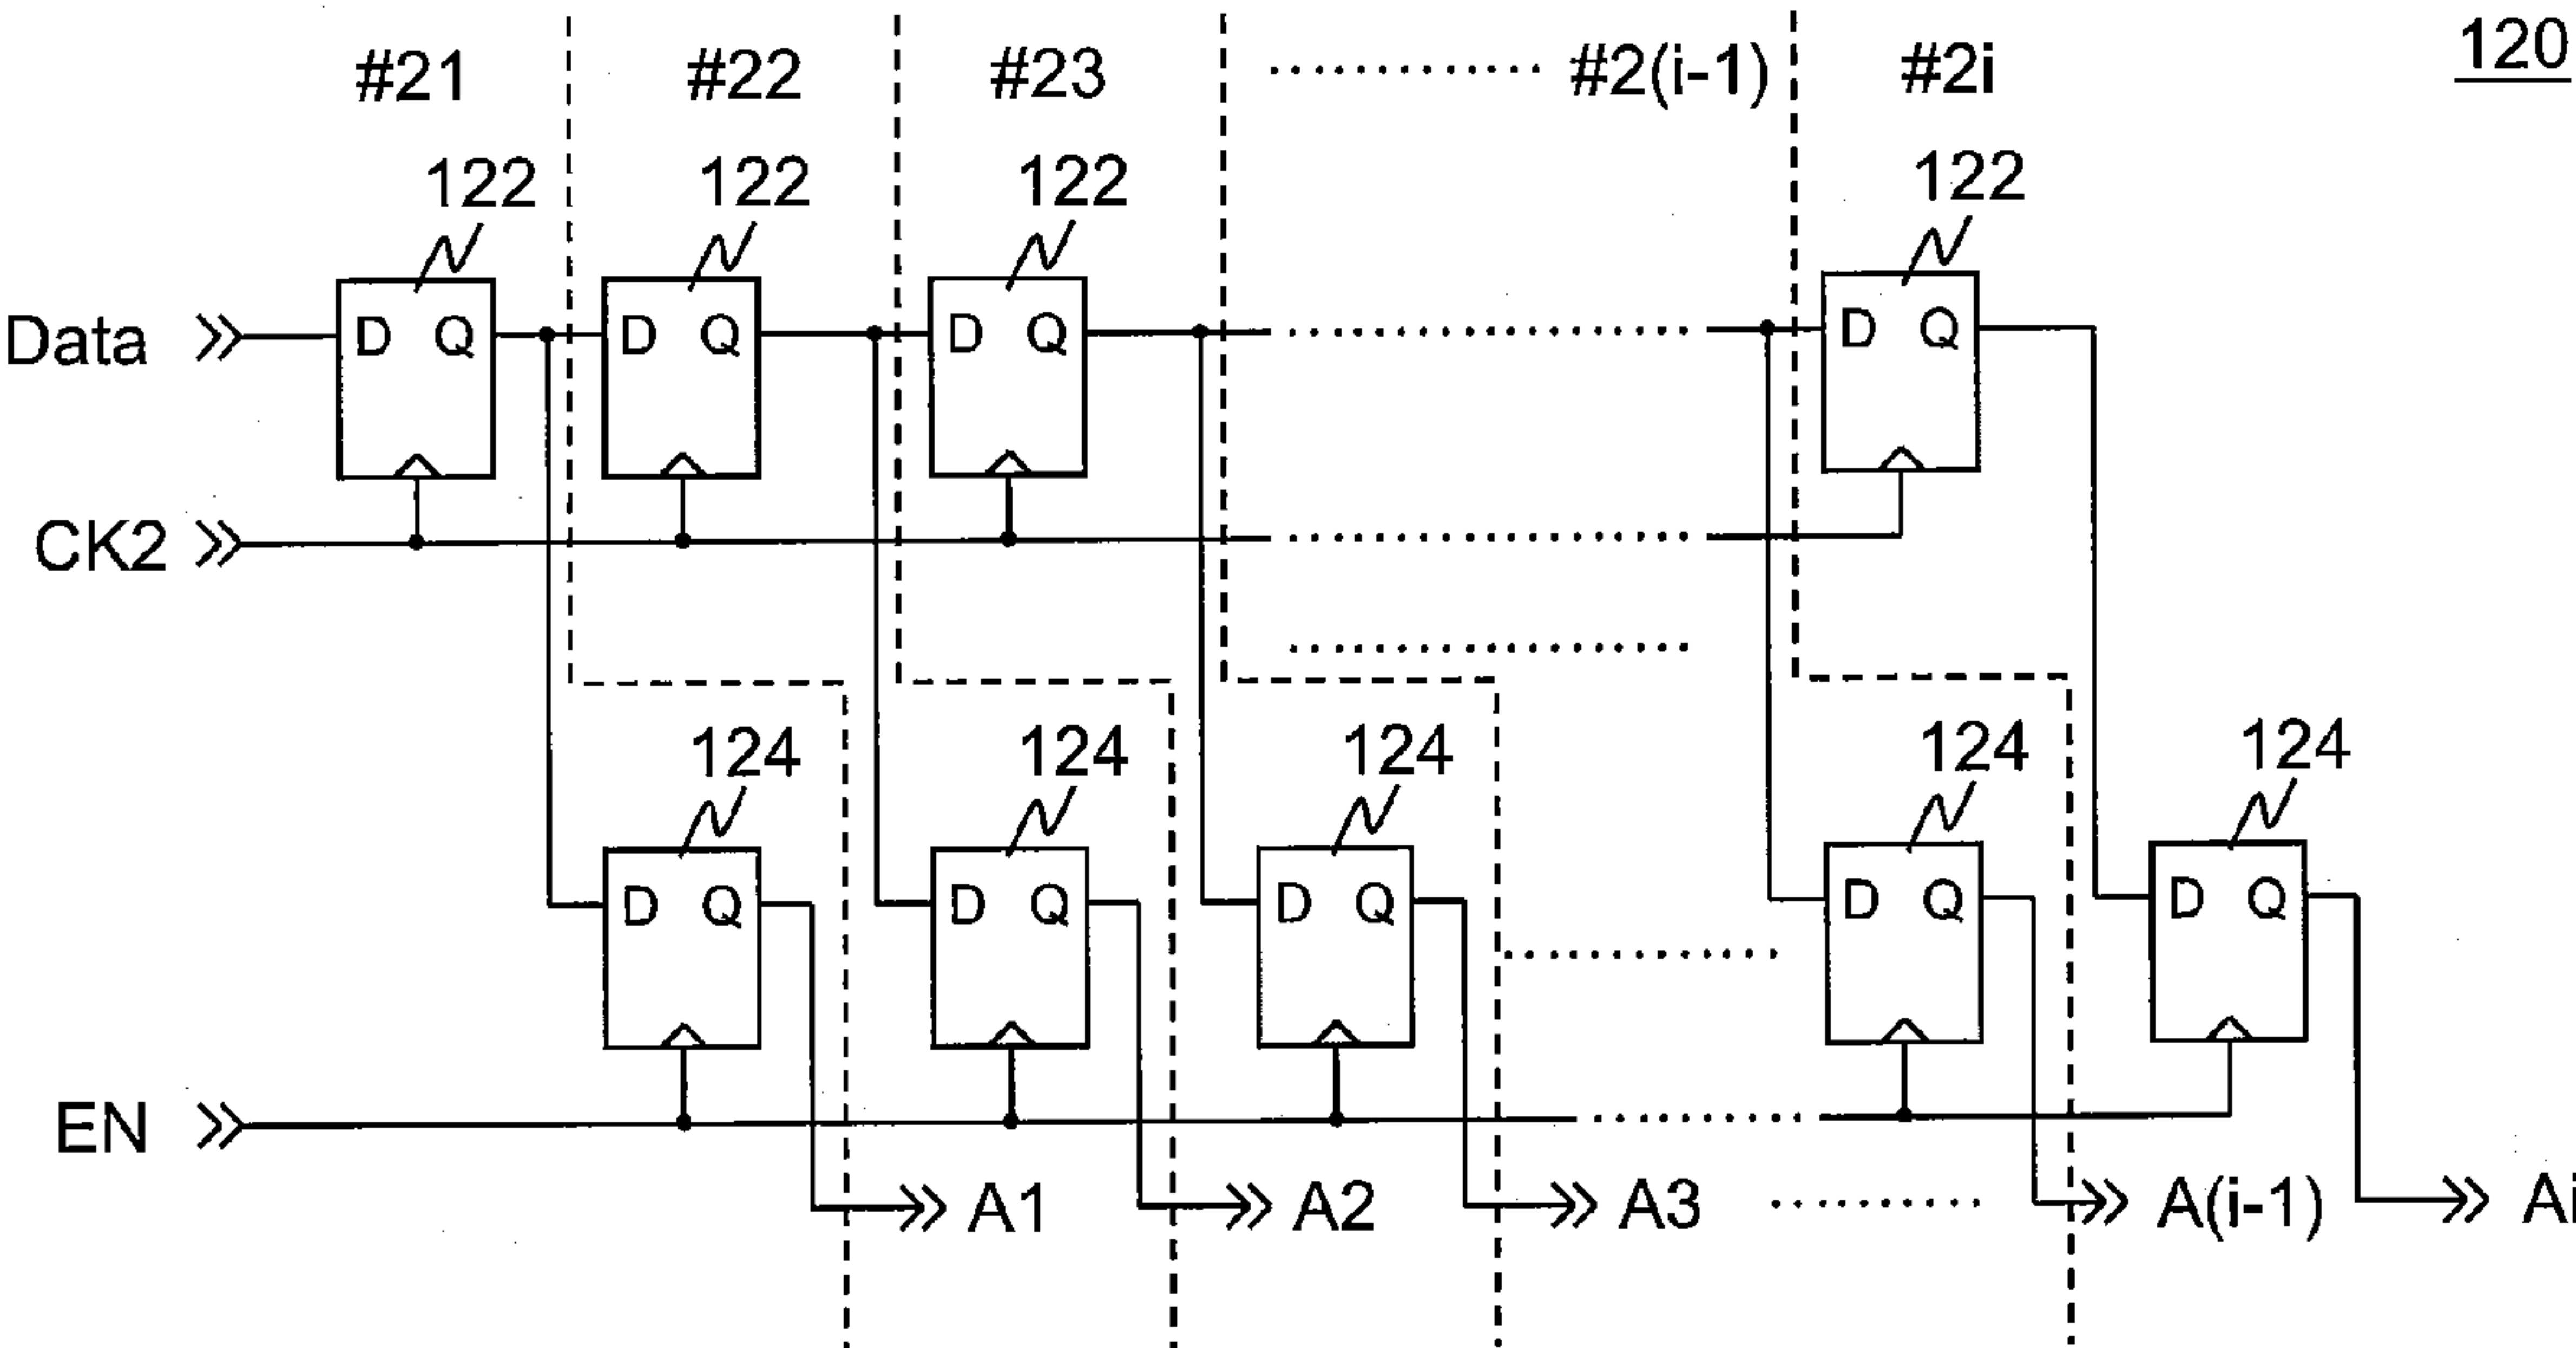 120
#21 #22 #23 #2(i-1) #2i
122 122 122 122
Data D Q D Q D Q D Q
CK2
124 124 124 124 124
D Q D Q D Q D Q D Q
EN
A1 A2 A3 A(i-1) Ai